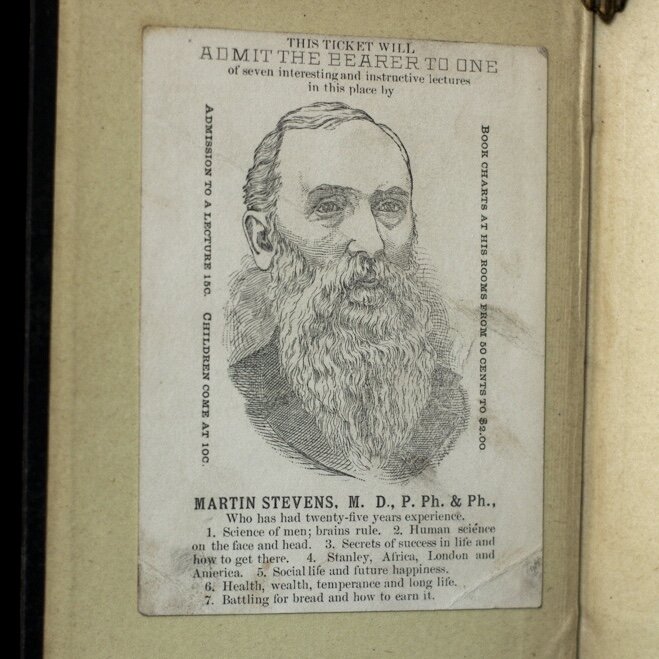 THIS TICKET WILL
ADMIT THE BEARER TO ONE
of seven interesting and instructive lectures
in this place by
ADMISSION TO A LECTURE 15C. CHILDREN COME AT 10C.
BOOK CHARTS AT HIS ROOMS FROM 50 CENTS TO $2.00
MARTIN STEVENS, M. D., P. Ph. & Ph.,
Who has had twenty-five years experience.
1. Science of men; brains rule. 2. Human science
on the face and head. 3. Secrets of success in life and
how to get there. 4. Stanley, Africa, London and
America. 5. Social life and future happiness.
6. Health, wealth, temperance and long life.
7. Battling for bread and how to earn it.